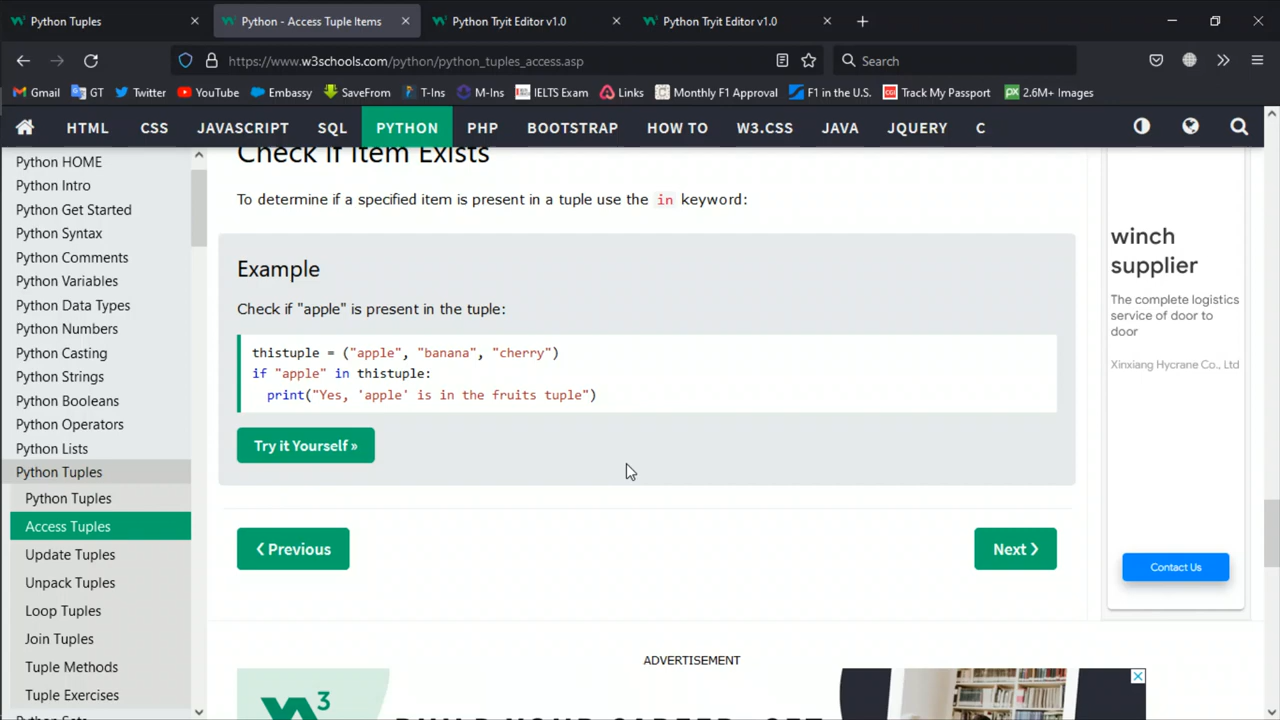 Python Tuples
Python - Access Tuple Items
Python Tryit Editor v1.0
Python Tryit Editor v1.0
https://www.w3schools.com/python/python_tuples_access.asp
Search
Gmail
GT
Twitter
YouTube
Embassy
SaveFrom
T-Ins
M-Ins
IELTS Exam
Links
Monthly F1 Approval
F1 in the U.S.
Track My Passport
2.6M+ Images
HTML
CSS
JAVASCRIPT
SQL
PYTHON
PHP
BOOTSTRAP
HOW TO
W3.CSS
JAVA
JQUERY
C
Python HOME
Python Intro
Python Get Started
Python Syntax
Python Comments
Python Variables
Python Data Types
Python Numbers
Python Casting
Python Strings
Python Booleans
Python Operators
Python Lists
Python Tuples
Python Tuples
Access Tuples
Update Tuples
Unpack Tuples
Loop Tuples
Join Tuples
Tuple Methods
Tuple Exercises
Python Sets
Check if Item Exists
To determine if a specified item is present in a tuple use the in keyword:
Example
Check if "apple" is present in the tuple:
thistuple = ("apple", "banana", "cherry")
if "apple" in thistuple:
  print("Yes, 'apple' is in the fruits tuple")
Try it Yourself »
❮ Previous
Next ❯
ADVERTISEMENT
3
BUILD YOUR CAREER. GET
winch
supplier
The complete logistics
service of door to
door
Xinxiang Hycrane Co., Ltd
Contact Us